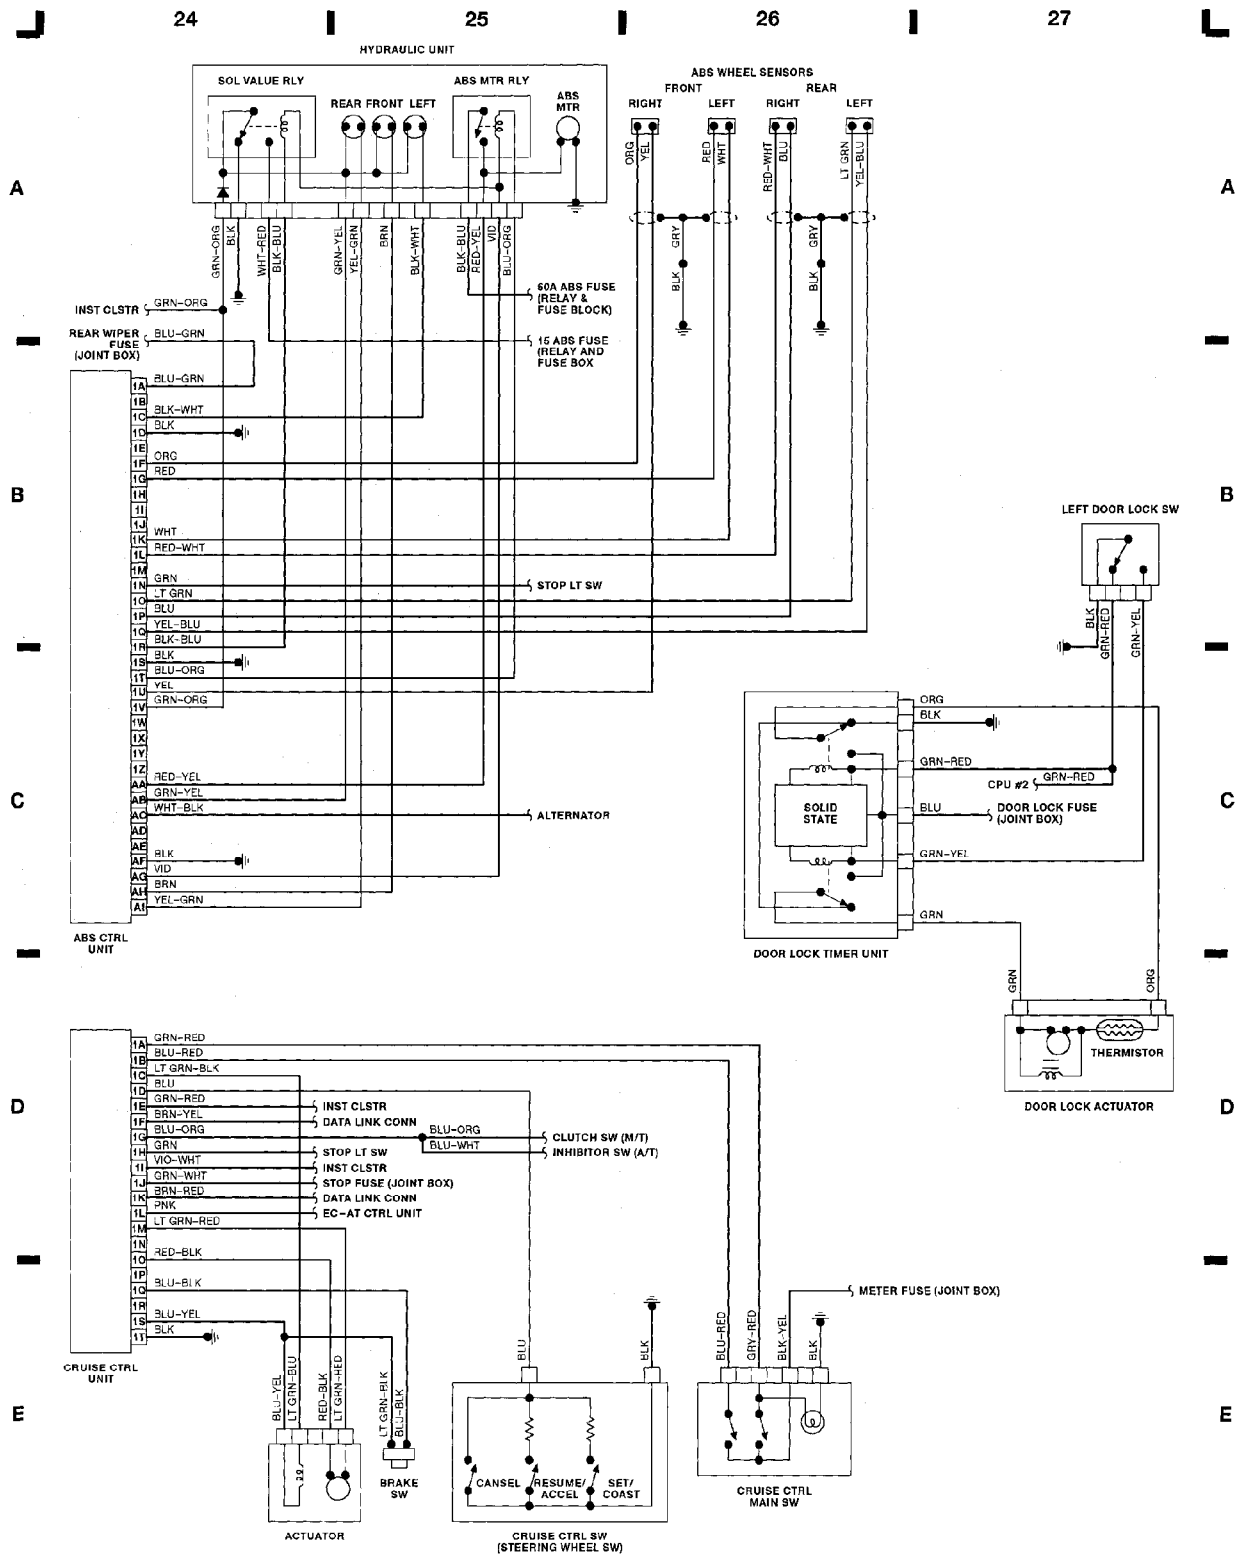 24 25 26 27
HYDRAULIC UNIT
SOL VALUE RLY
REAR FRONT LEFT
ABS MTR RLY
ABS
MTR
ABS WHEEL SENSORS
FRONT REAR
RIGHT LEFT RIGHT LEFT
ORG YEL RED WHT RED-WHT BLU LT GRN YEL-BLU
A A
GRN-ORG BLK WHT-RED BLK-BLU GRN-YEL YEL-GRN BRN BLK-WHT BLK-BLU RED-YEL VID BLU-ORG
GRY BLK GRY BLK
60A ABS FUSE
(RELAY &
FUSE BLOCK)
INST CLSTR GRN-ORG
REAR WIPER
FUSE
(JOINT BOX)
BLU-GRN
15 ABS FUSE
(RELAY AND
FUSE BOX
1A BLU-GRN
1B
1C BLK-WHT
1D BLK
1E
1F ORG
1G RED
1H
1I
1J
1K WHT
1L RED-WHT
1M
1N GRN STOP LT SW
1O LT GRN
1P BLU
1Q YEL-BLU
1R BLK-BLU
1S BLK
1T BLU-ORG
1U YEL
1V GRN-ORG
1W
1X
1Y
1Z
AA RED-YEL
AB GRN-YEL
AC WHT-BLK ALTERNATOR
AD
AE
AF BLK
AG VID
AH BRN
AI YEL-GRN
ABS CTRL
UNIT
B B
LEFT DOOR LOCK SW
BLK GRN-RED GRN-YEL
C C
ORG
BLK
GRN-RED
CPU #2 GRN-RED
SOLID
STATE
BLU
DOOR LOCK FUSE
(JOINT BOX)
GRN-YEL
GRN
DOOR LOCK TIMER UNIT
GRN ORG
THERMISTOR
DOOR LOCK ACTUATOR
D D
1A GRN-RED
1B BLU-RED
1C LT GRN-BLK
1D BLU
1E GRN-RED INST CLSTR
1F BRN-YEL DATA LINK CONN
1G BLU-ORG BLU-ORG CLUTCH SW (M/T)
BLU-WHT INHIBITOR SW (A/T)
1H GRN STOP LT SW
1I VIO-WHT INST CLSTR
1J GRN-WHT STOP FUSE (JOINT BOX)
1K BRN-RED DATA LINK CONN
1L PNK EC-AT CTRL UNIT
1M LT GRN-RED
1N
1O RED-BLK
1P
1Q BLU-BLK
1R
1S BLU-YEL
1T BLK
CRUISE CTRL
UNIT
E E
BLU-YEL LT GRN-BLU RED-BLK LT GRN-RED
LT GRN-BLK BLU-BLK
ACTUATOR
BRAKE
SW
BLU BLK
CANSEL
RESUME/
ACCEL
SET/
COAST
CRUISE CTRL SW
(STEERING WHEEL SW)
METER FUSE (JOINT BOX)
BLU-RED GRY-RED BLK-YEL BLK
CRUISE CTRL
MAIN SW